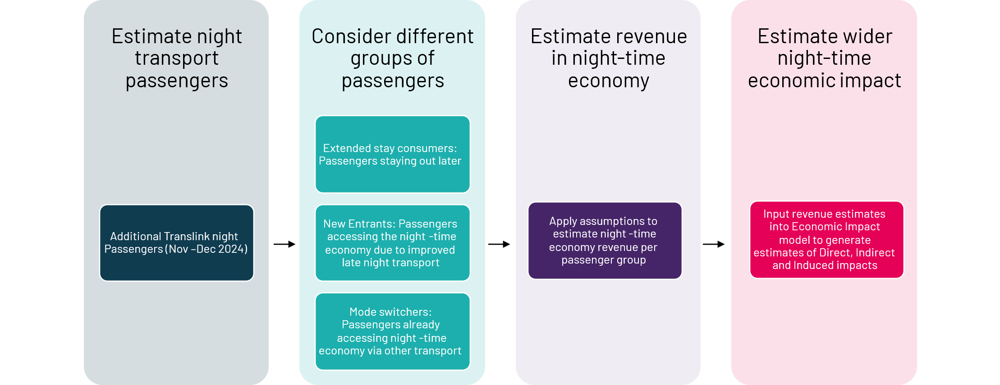 Estimate night
transport
passengers
Additional Translink night
Passengers (Nov –Dec 2024)
Consider different
groups of
passengers
Extended stay consumers:
Passengers staying out later
New Entrants: Passengers
accessing the night -time
economy due to improved
late night transport
Mode switchers:
Passengers already
accessing night -time
economy via other transport
Estimate revenue
in night-time
economy
Apply assumptions to
estimate night -time
economy revenue per
passenger group
Estimate wider
night-time
economic impact
Input revenue estimates
into Economic Impact
model to generate
estimates of Direct, Indirect
and Induced impacts